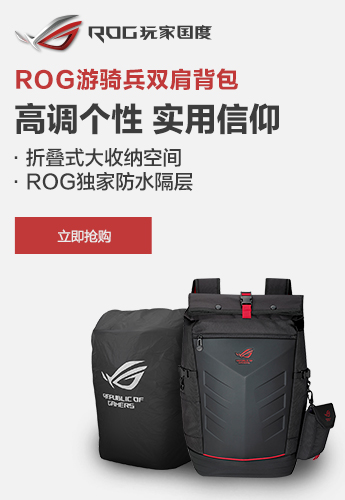 ROG玩家国度
ROG游骑兵双肩背包
高调个性 实用信仰
· 折叠式大收纳空间
· ROG独家防水隔层
立即抢购
REPUBLIC OF
GAMERS